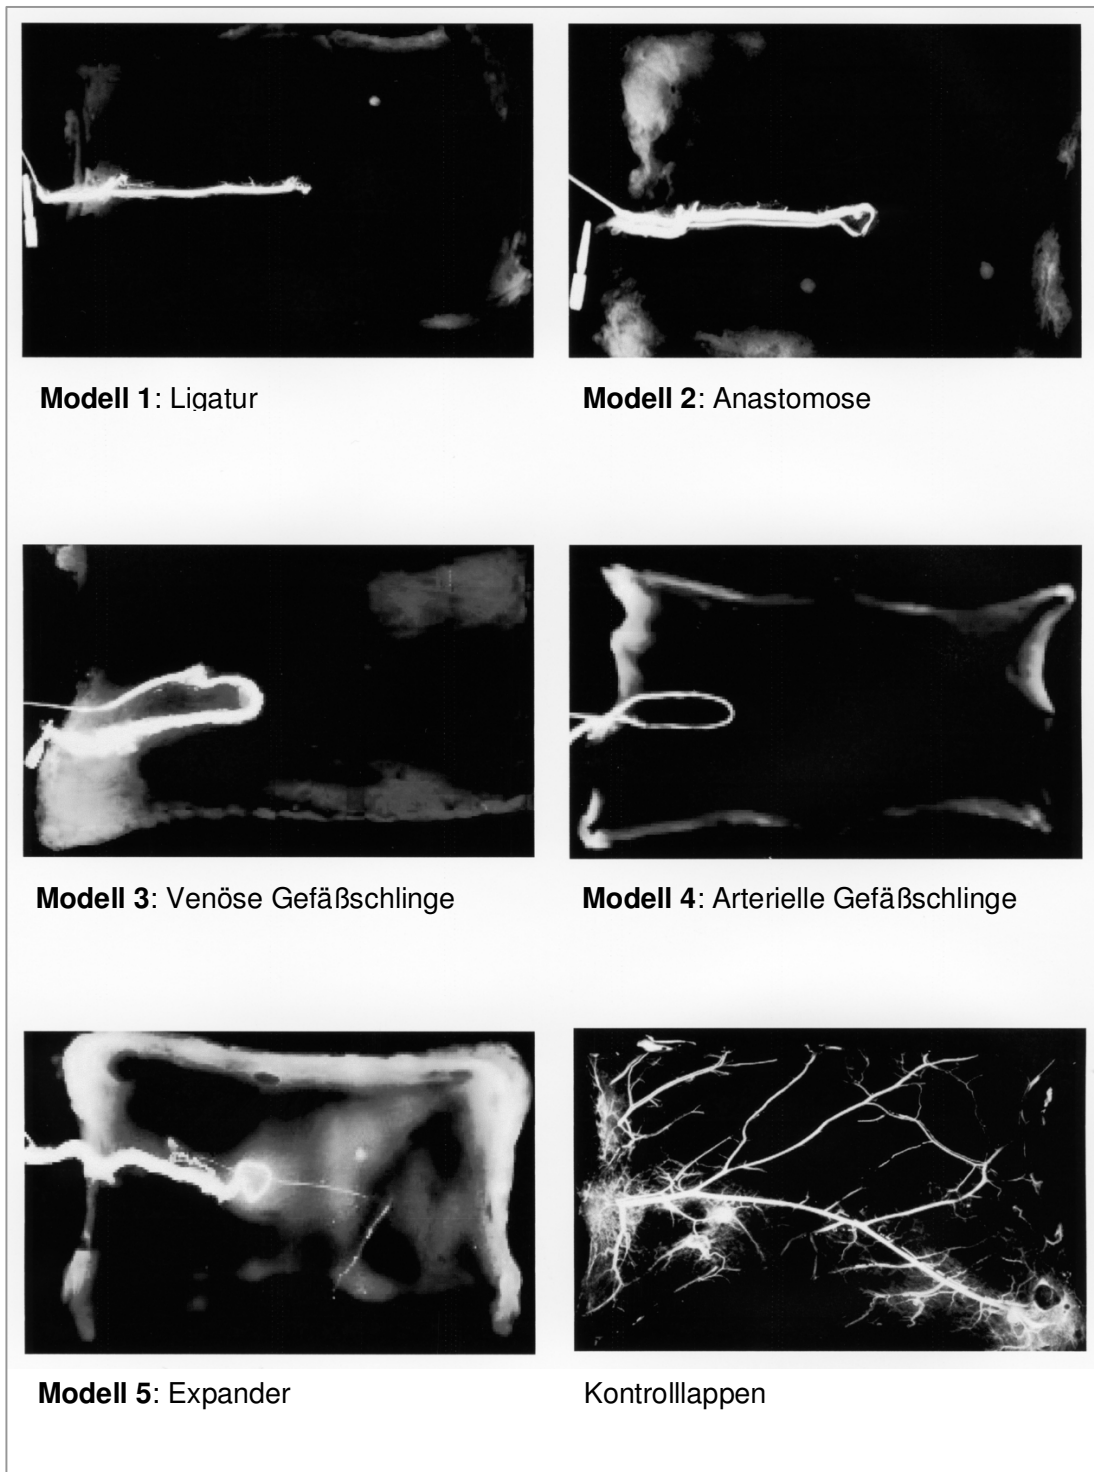 Modell 1: Ligatur
Modell 2: Anastomose
Modell 3: Venöse Gefäßschlinge
Modell 4: Arterielle Gefäßschlinge
Modell 5: Expander
Kontrolllappen